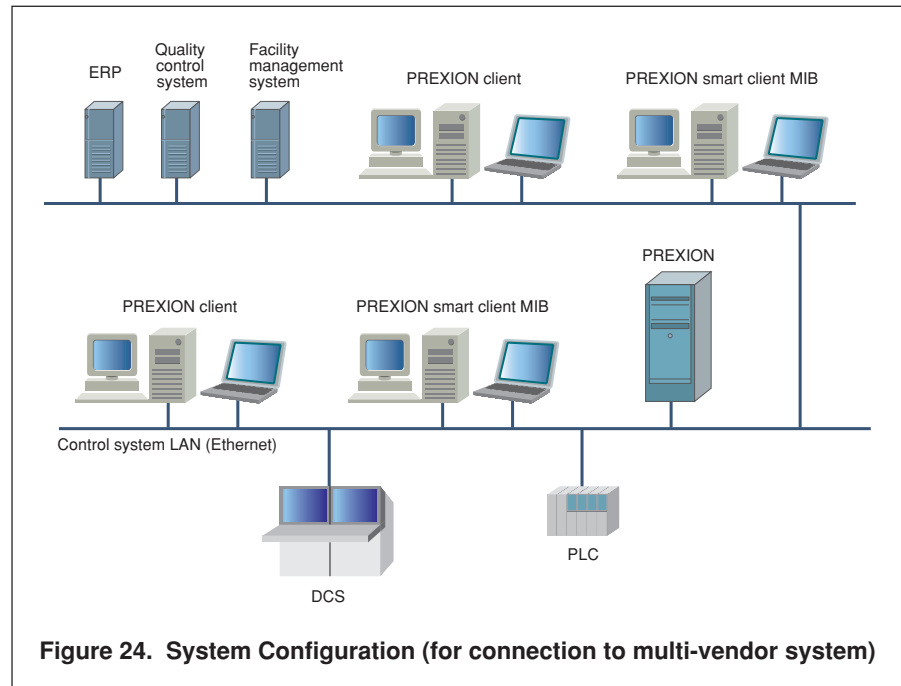 ERP
Quality
control
system
Facility
management
system
PREXION client
PREXION smart client MIB
PREXION
PREXION client
PREXION smart client MIB
Control system LAN (Ethernet)
DCS
PLC
Figure 24. System Configuration (for connection to multi-vendor system)